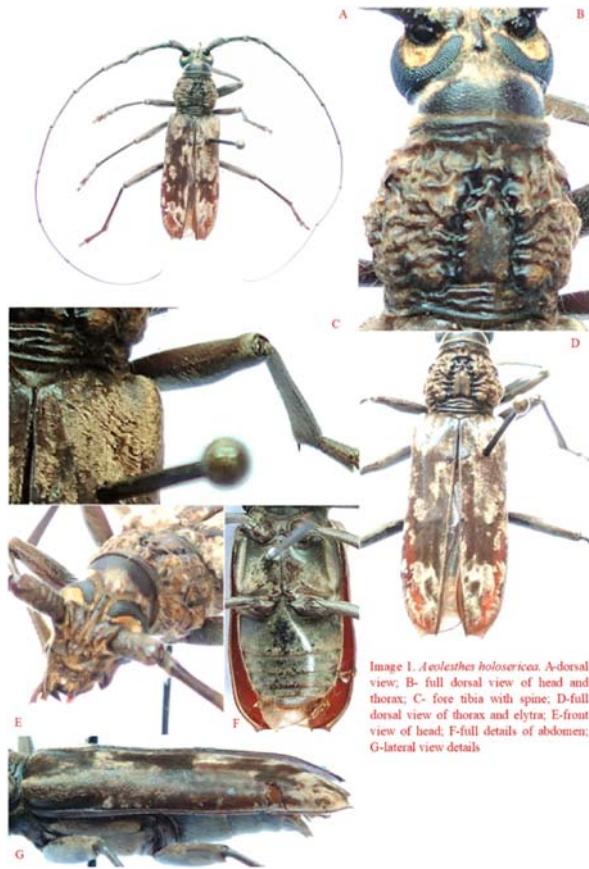 A
B
C
D
E
F
Image 1. Aeolesthes holosericea. A-dorsal
view; B- full dorsal view of head and
thorax; C- fore tibia with spine; D-full
dorsal view of thorax and elytra; E-front
view of head; F-full details of abdomen;
G-lateral view details
G